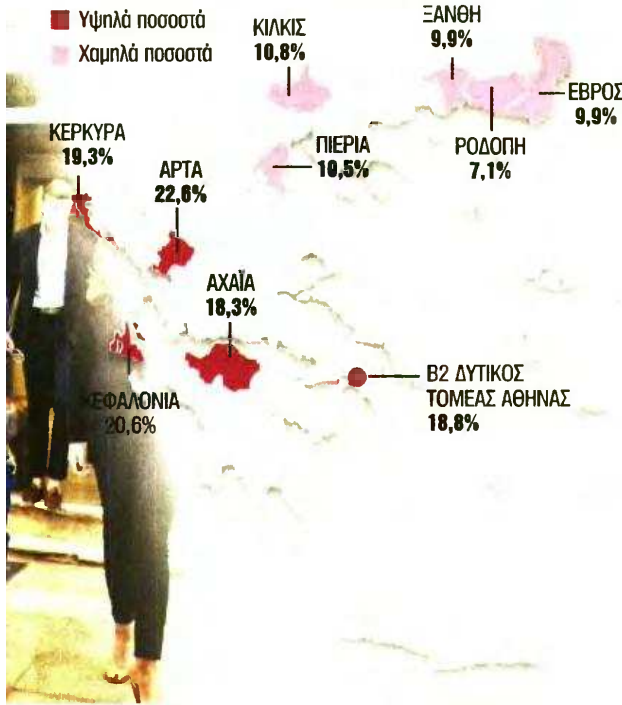 Υψηλά ποσοστά
Χαμηλά ποσοστά
ΚΙΛΚΙΣ
10,8%
ΞΑΝΘΗ
9,9%
ΕΒΡΟΣ
9,9%
ΡΟΔΟΠΗ
7,1%
ΠΙΕΡΙΑ
10,5%
ΚΕΡΚΥΡΑ
19,3%
ΑΡΤΑ
22,6%
ΑΧΑΪΑ
18,3%
ΚΕΦΑΛΟΝΙΑ
20,6%
Β2 ΔΥΤΙΚΟΣ
ΤΟΜΕΑΣ ΑΘΗΝΑΣ
18,8%